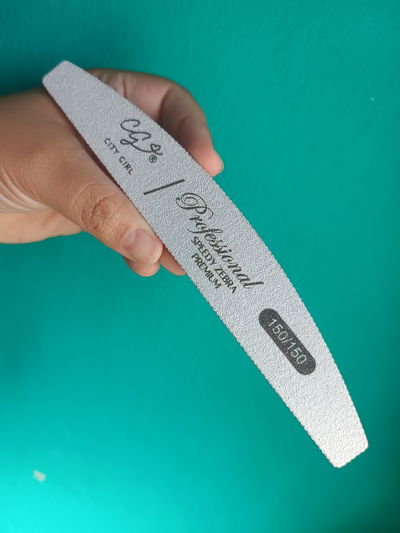 CG®
CITY GIRL
Professional
SPEEDY ZEBRA
PREMIUM
150/150